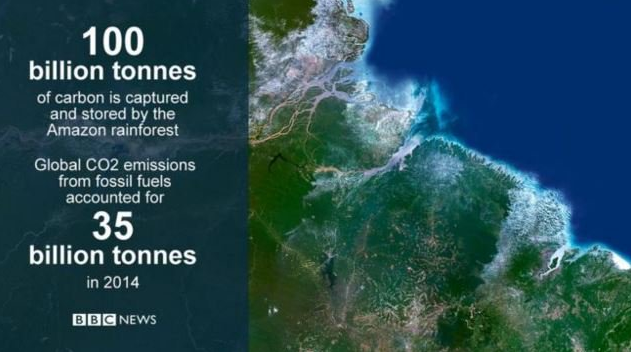 100
billion tonnes
of carbon is captured
and stored by the
Amazon rainforest
Global CO2 emissions
from fossil fuels
accounted for
35
billion tonnes
in 2014
BBC NEWS